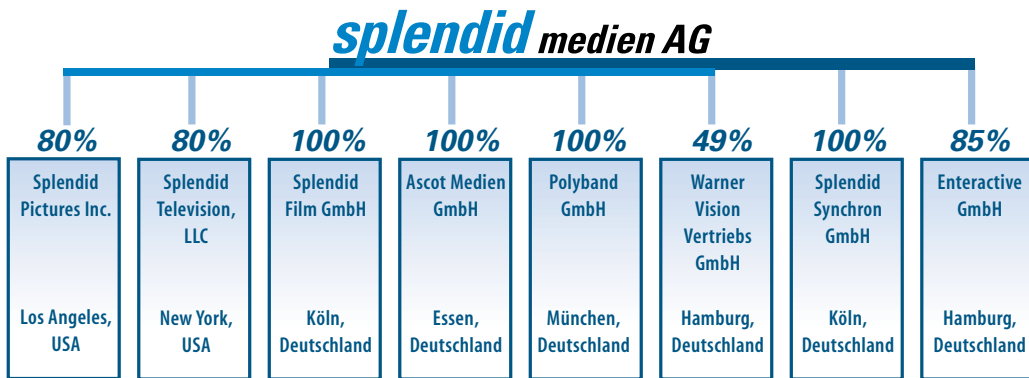 splendid medien AG
80%
Splendid
Pictures Inc.
Los Angeles,
USA
80%
Splendid
Television,
LLC
New York,
USA
100%
Splendid
Film GmbH
Köln,
Deutschland
100%
Ascot Medien
GmbH
Essen,
Deutschland
100%
Polyband
GmbH
München,
Deutschland
49%
Warner
Vision
Vertriebs
GmbH
Hamburg,
Deutschland
100%
Splendid
Synchron
GmbH
Köln,
Deutschland
85%
Enteractive
GmbH
Hamburg,
Deutschland